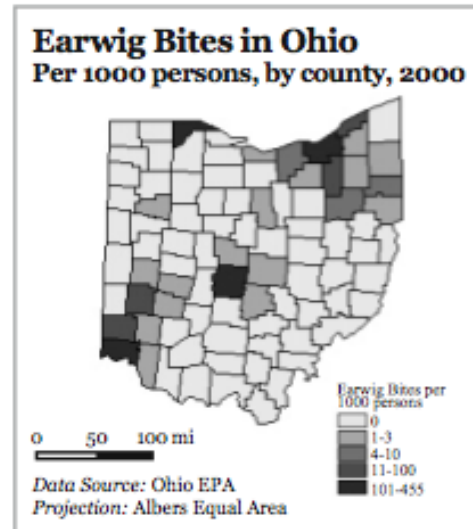 Earwig Bites in Ohio
Per 1000 persons, by county, 2000
Earwig Bites per
1000 persons
0
1-3
4-10
11-100
101-455
0 50 100 mi
Data Source: Ohio EPA
Projection: Albers Equal Area